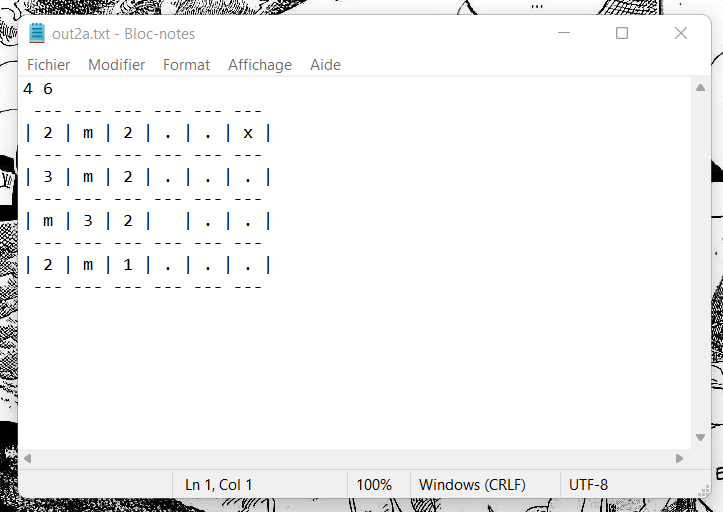 out2a.txt - Bloc-notes
Fichier Modifier Format Affichage Aide
4 6
 --- --- --- --- --- ---
| 2 | m | 2 | . | . | x |
 --- --- --- --- --- ---
| 3 | m | 2 | . | . | . |
 --- --- --- --- --- ---
| m | 3 | 2 |   | . | . |
 --- --- --- --- --- ---
| 2 | m | 1 | . | . | . |
 --- --- --- --- --- ---
Ln 1, Col 1 100% Windows (CRLF) UTF-8